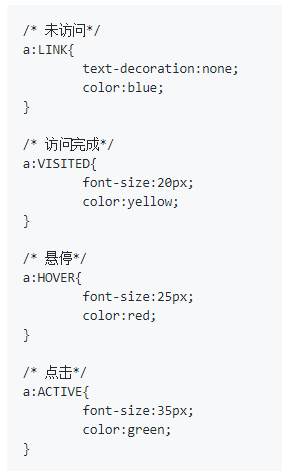 /* 未访问*/
a:LINK{
        text-decoration:none;
        color:blue;
}
/* 访问完成*/
a:VISITED{
        font-size:20px;
        color:yellow;
}
/* 悬停*/
a:HOVER{
        font-size:25px;
        color:red;
}
/* 点击*/
a:ACTIVE{
        font-size:35px;
        color:green;
}